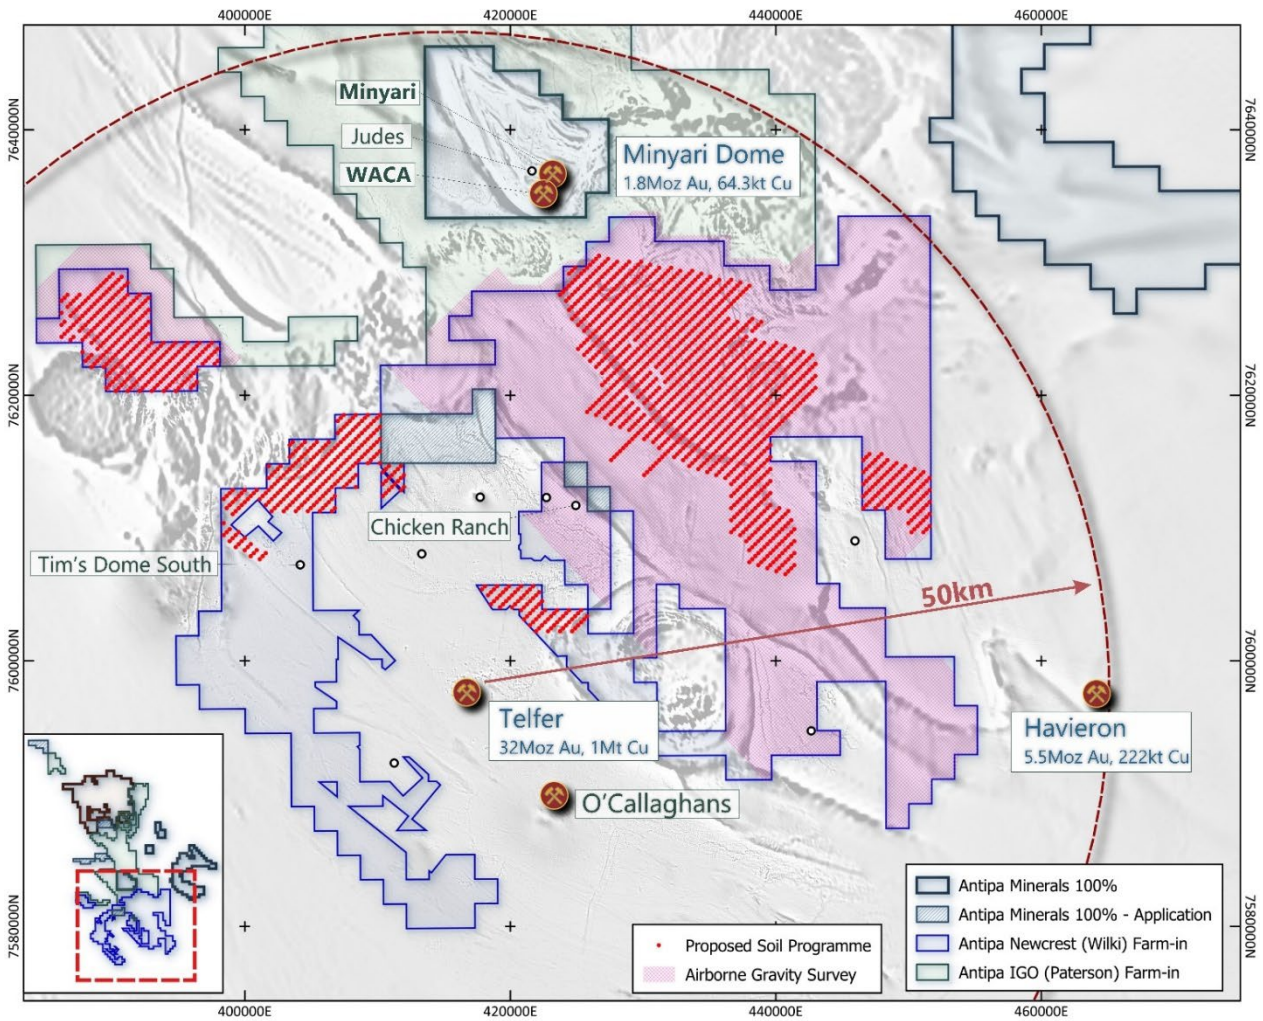 400000E
420000E
440000E
460000E
7640000N
7640000N
Minyari
Judes
WACA
Minyari Dome
1.8Moz Au, 64.3kt Cu
7620000N
7620000N
Chicken Ranch
Tim's Dome South
50km
7600000N
7600000N
Telfer
32Moz Au, 1Mt Cu
Havieron
5.5Moz Au, 222kt Cu
O'Callaghans
Proposed Soil Programme
Airborne Gravity Survey
Antipa Minerals 100%
Antipa Minerals 100% - Application
Antipa Newcrest (Wilki) Farm-in
Antipa IGO (Paterson) Farm-in
7580000N
7580000N
400000E
420000E
440000E
460000E